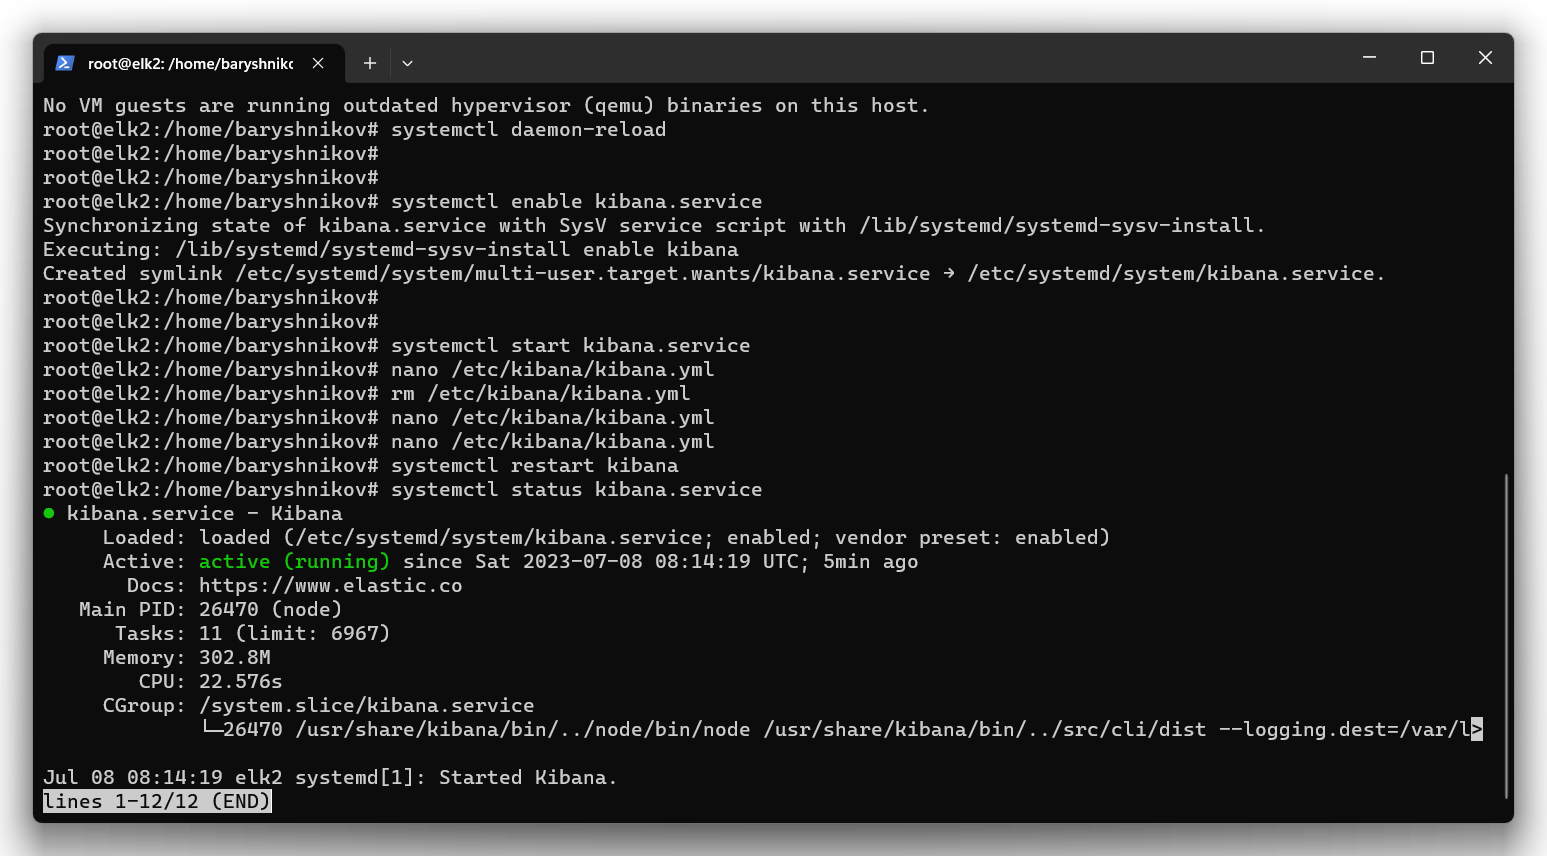 root@elk2: /home/baryshniko
No VM guests are running outdated hypervisor (qemu) binaries on this host.
root@elk2:/home/baryshnikov# systemctl daemon-reload
root@elk2:/home/baryshnikov#
root@elk2:/home/baryshnikov#
root@elk2:/home/baryshnikov# systemctl enable kibana.service
Synchronizing state of kibana.service with SysV service script with /lib/systemd/systemd-sysv-install.
Executing: /lib/systemd/systemd-sysv-install enable kibana
Created symlink /etc/systemd/system/multi-user.target.wants/kibana.service → /etc/systemd/system/kibana.service.
root@elk2:/home/baryshnikov#
root@elk2:/home/baryshnikov#
root@elk2:/home/baryshnikov# systemctl start kibana.service
root@elk2:/home/baryshnikov# nano /etc/kibana/kibana.yml
root@elk2:/home/baryshnikov# rm /etc/kibana/kibana.yml
root@elk2:/home/baryshnikov# nano /etc/kibana/kibana.yml
root@elk2:/home/baryshnikov# nano /etc/kibana/kibana.yml
root@elk2:/home/baryshnikov# systemctl restart kibana
root@elk2:/home/baryshnikov# systemctl status kibana.service
● kibana.service - Kibana
Loaded: loaded (/etc/systemd/system/kibana.service; enabled; vendor preset: enabled)
Active: active (running) since Sat 2023-07-08 08:14:19 UTC; 5min ago
Docs: https://www.elastic.co
Main PID: 26470 (node)
Tasks: 11 (limit: 6967)
Memory: 302.8M
CPU: 22.576s
CGroup: /system.slice/kibana.service
└─26470 /usr/share/kibana/bin/../node/bin/node /usr/share/kibana/bin/../src/cli/dist --logging.dest=/var/l>
Jul 08 08:14:19 elk2 systemd[1]: Started Kibana.
lines 1-12/12 (END)